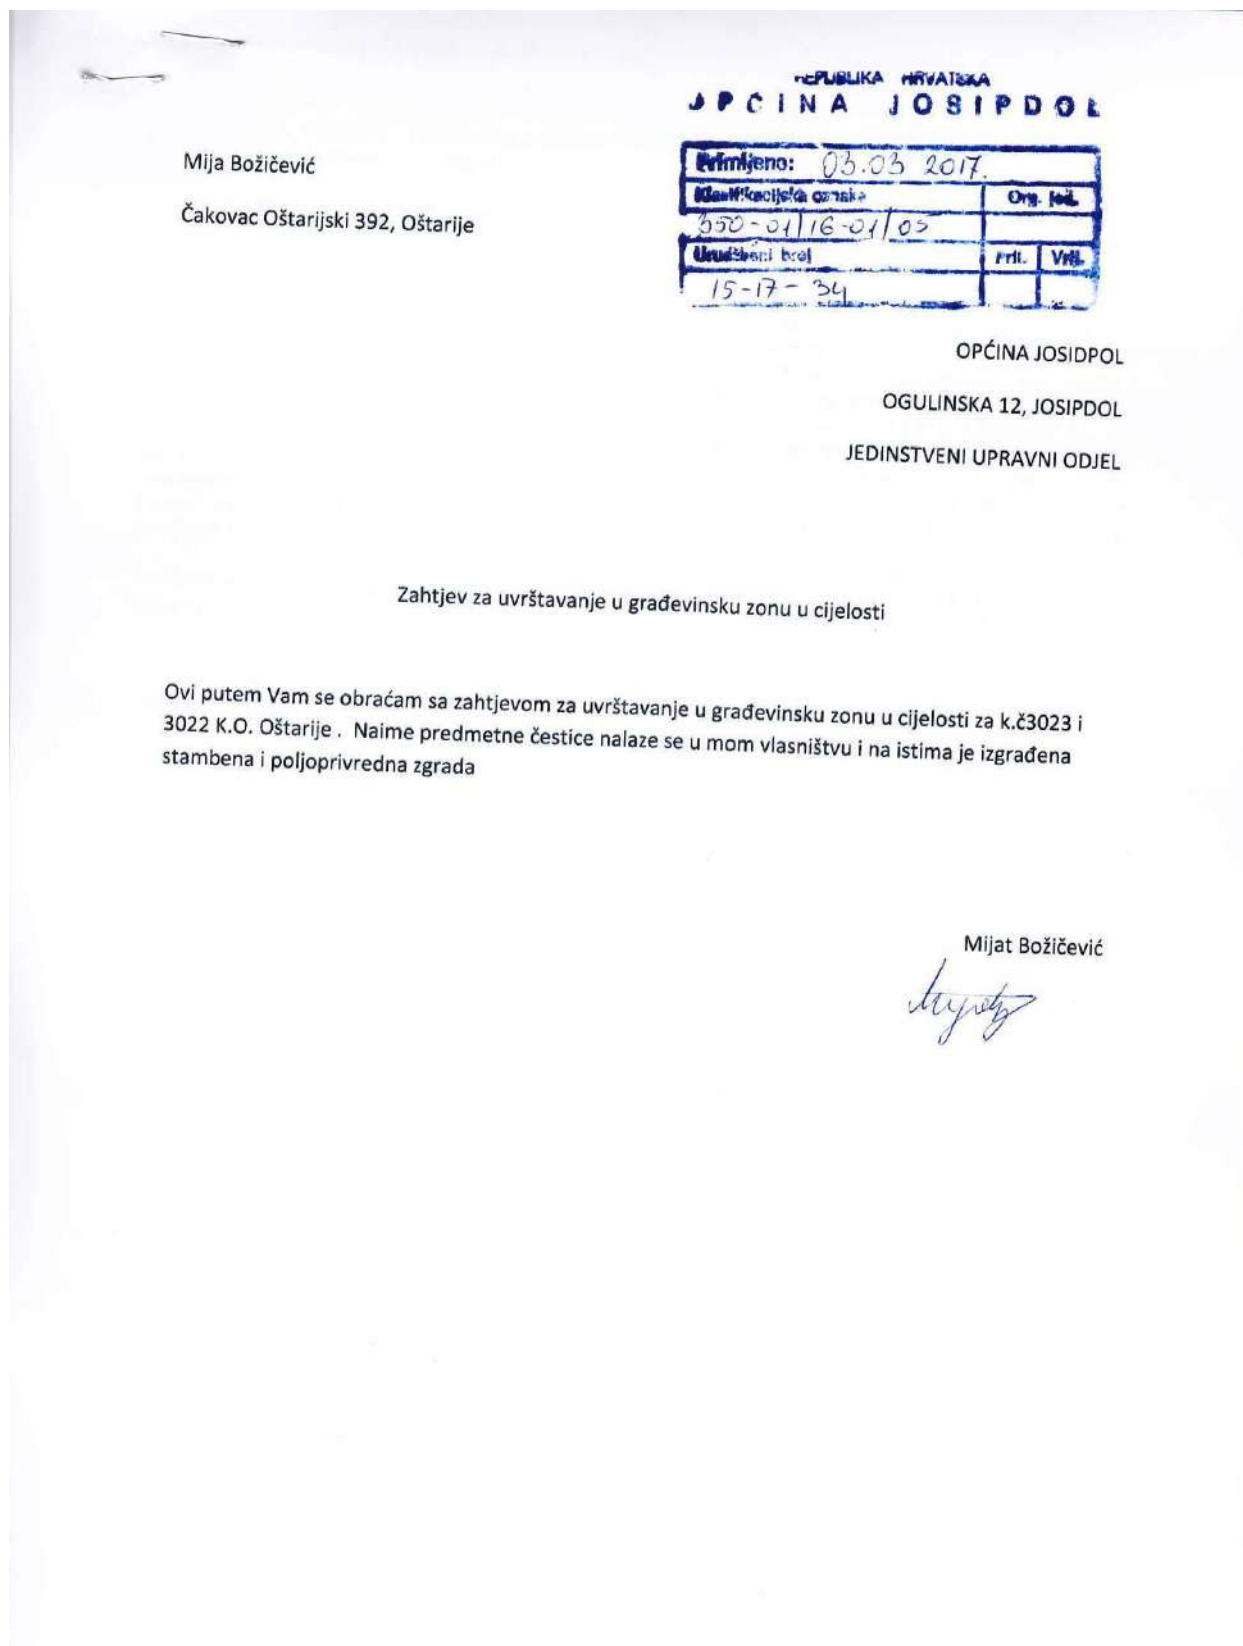 Mija Božičević
Čakovac Oštarijski 392, Oštarije
REPUBLIKA HRVATSKA
OPĆINA JOSIPDOL
Primljeno: 03.03 2017.
Klasifikacijska oznaka Org. jed.
350-01/16-01/05
Urudžbeni broj Pril. Vrij.
15-17-34
OPĆINA JOSIDPOL
OGULINSKA 12, JOSIPDOL
JEDINSTVENI UPRAVNI ODJEL
Zahtjev za uvrštavanje u građevinsku zonu u cijelosti
Ovi putem Vam se obraćam sa zahtjevom za uvrštavanje u građevinsku zonu u cijelosti za k.č3023 i
3022 K.O. Oštarije . Naime predmetne čestice nalaze se u mom vlasništvu i na istima je izgrađena
stambena i poljoprivredna zgrada
Mijat Božičević